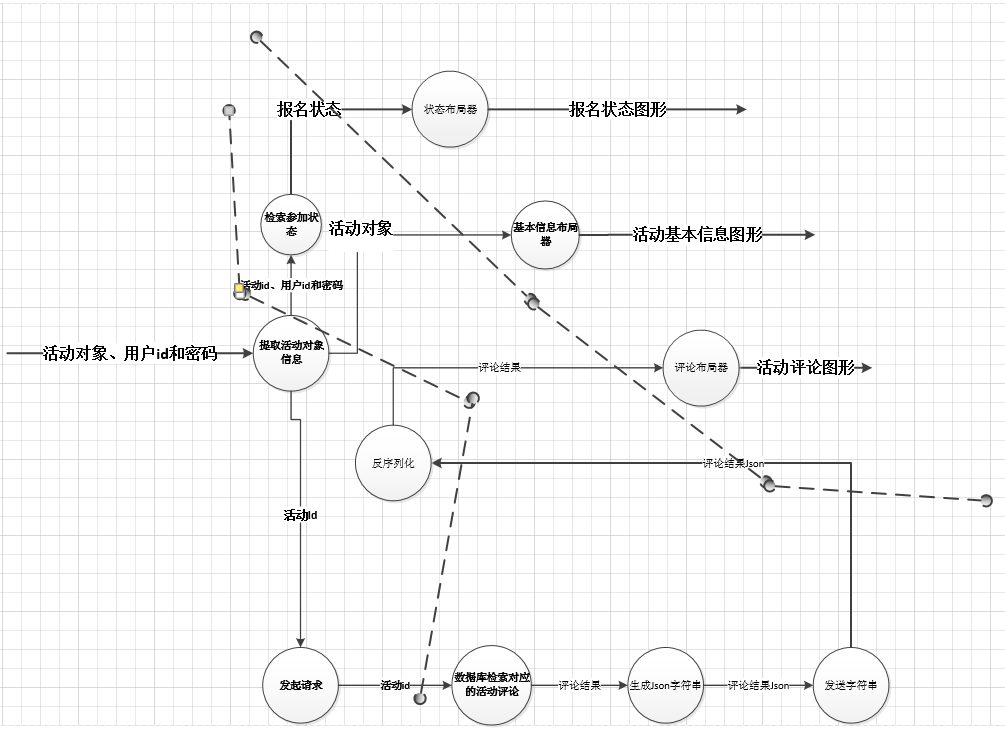 报名状态
状态布局器
报名状态图形
检索参加状
态
活动对象
基本信息布局
器
活动基本信息图形
活动id、用户id和密码
活动对象、用户id和密码
提取活动对象
信息
评论结果
评论布局器
活动评论图形
反序列化
评论结果Json
活动Id
发起请求
活动id
数据库检索对应
的活动评论
评论结果
生成Json字符串
评论结果Json
发送字符串